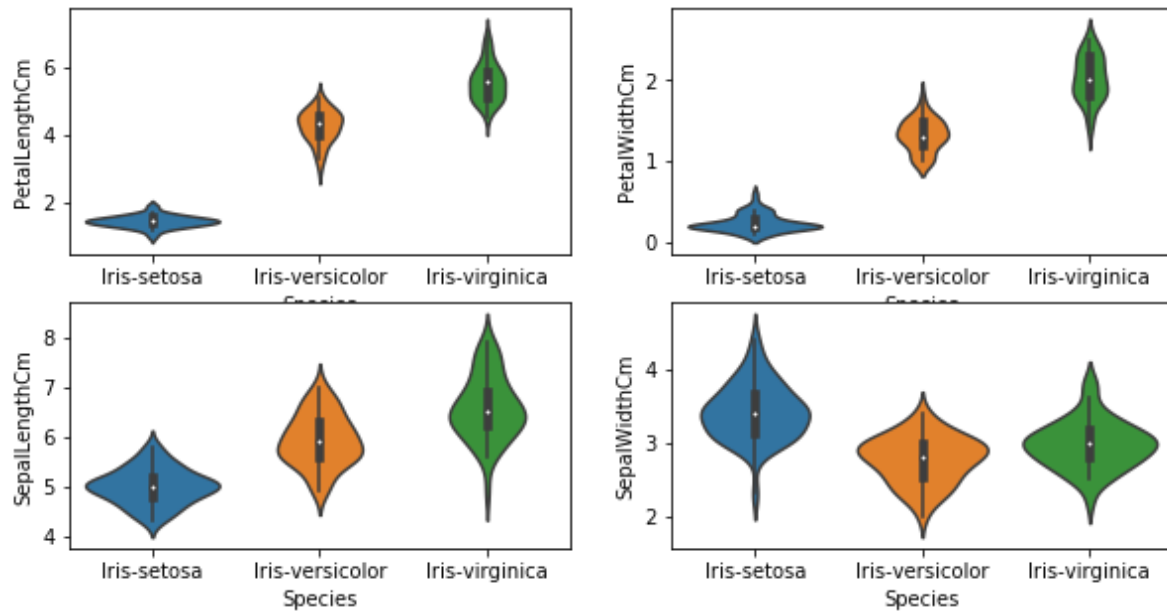 PetalLengthCm
6
4
2
Iris-setosa Iris-versicolor Iris-virginica
PetalWidthCm
2
1
0
Iris-setosa Iris-versicolor Iris-virginica
SepalLengthCm
8
7
6
5
4
Iris-setosa Iris-versicolor Iris-virginica
Species
SepalWidthCm
4
3
2
Iris-setosa Iris-versicolor Iris-virginica
Species